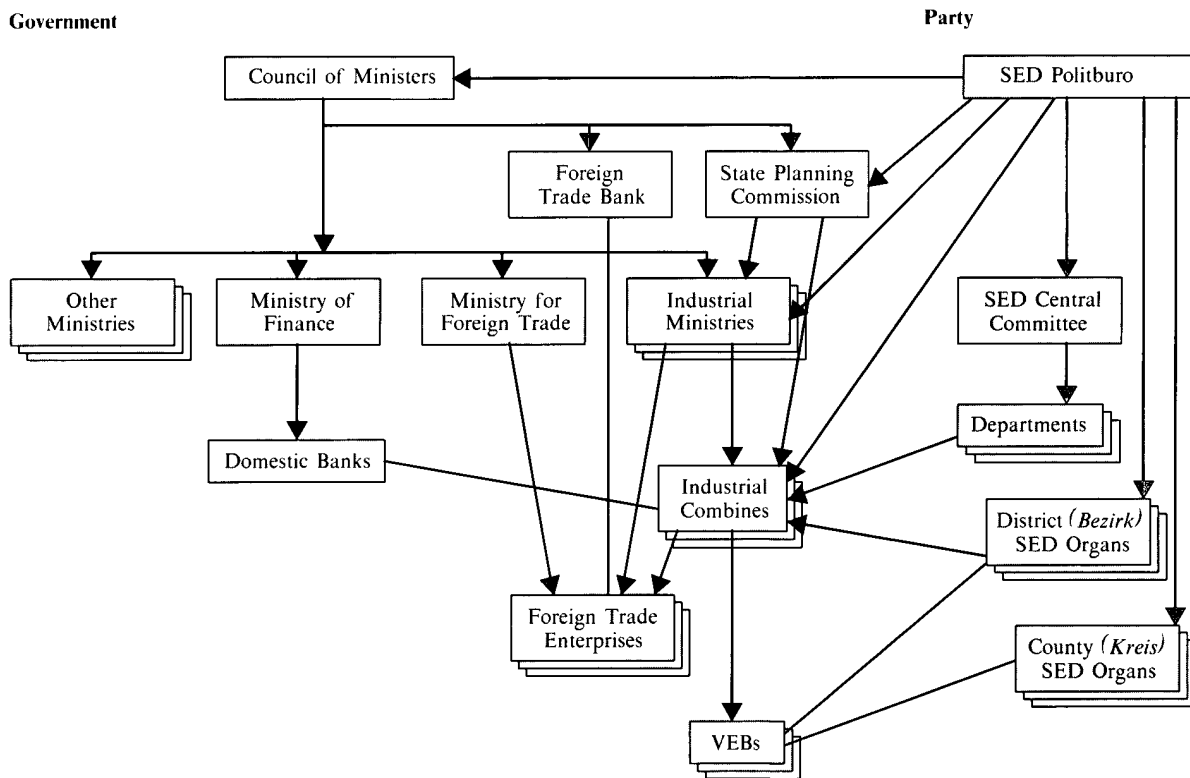 Government
Party
Council of Ministers
SED Politburo
Foreign
Trade Bank
State Planning
Commission
Other
Ministries
Ministry of
Finance
Ministry for
Foreign Trade
Industrial
Ministries
SED Central
Committee
Departments
Domestic Banks
Industrial
Combines
District (Bezirk)
SED Organs
Foreign Trade
Enterprises
County (Kreis)
SED Organs
VEBs